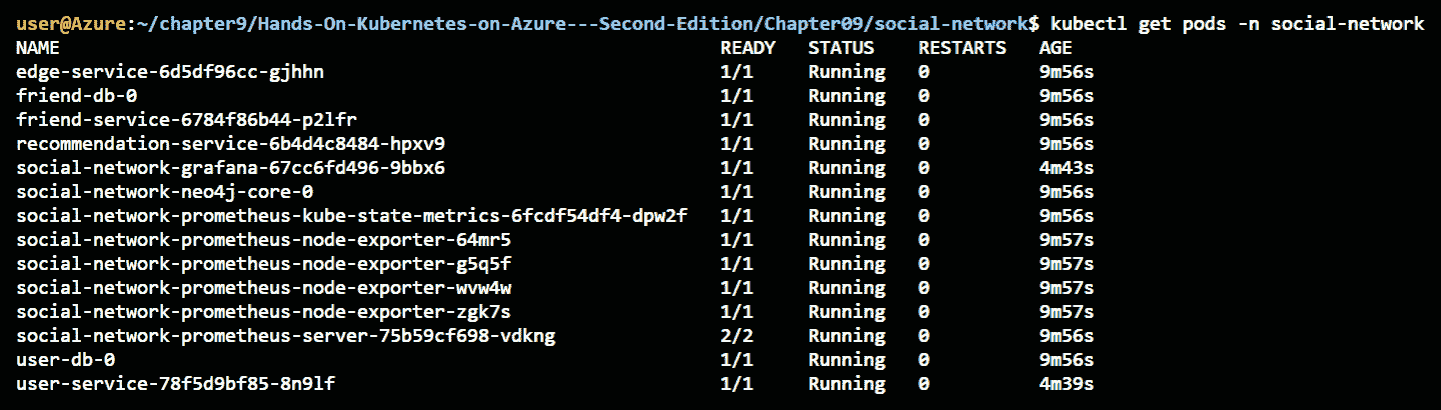 user@Azure:~/chapter9/Hands-On-Kubernetes-on-Azure---Second-Edition/Chapter09/social-network$ kubectl get pods -n social-network
NAME READY STATUS RESTARTS AGE
edge-service-6d5df96cc-gjhhn 1/1 Running 0 9m56s
friend-db-0 1/1 Running 0 9m56s
friend-service-6784f86b44-p2lfr 1/1 Running 0 9m56s
recommendation-service-6b4d4c8484-hpxv9 1/1 Running 0 9m56s
social-network-grafana-67cc6fd496-9bbx6 1/1 Running 0 4m43s
social-network-neo4j-core-0 1/1 Running 0 9m56s
social-network-prometheus-kube-state-metrics-6fcdf54df4-dpw2f 1/1 Running 0 9m56s
social-network-prometheus-node-exporter-64mr5 1/1 Running 0 9m57s
social-network-prometheus-node-exporter-g5q5f 1/1 Running 0 9m57s
social-network-prometheus-node-exporter-wvw4w 1/1 Running 0 9m57s
social-network-prometheus-node-exporter-zgk7s 1/1 Running 0 9m57s
social-network-prometheus-server-75b59cf698-vdkng 2/2 Running 0 9m56s
user-db-0 1/1 Running 0 9m56s
user-service-78f5d9bf85-8n9lf 1/1 Running 0 4m39s